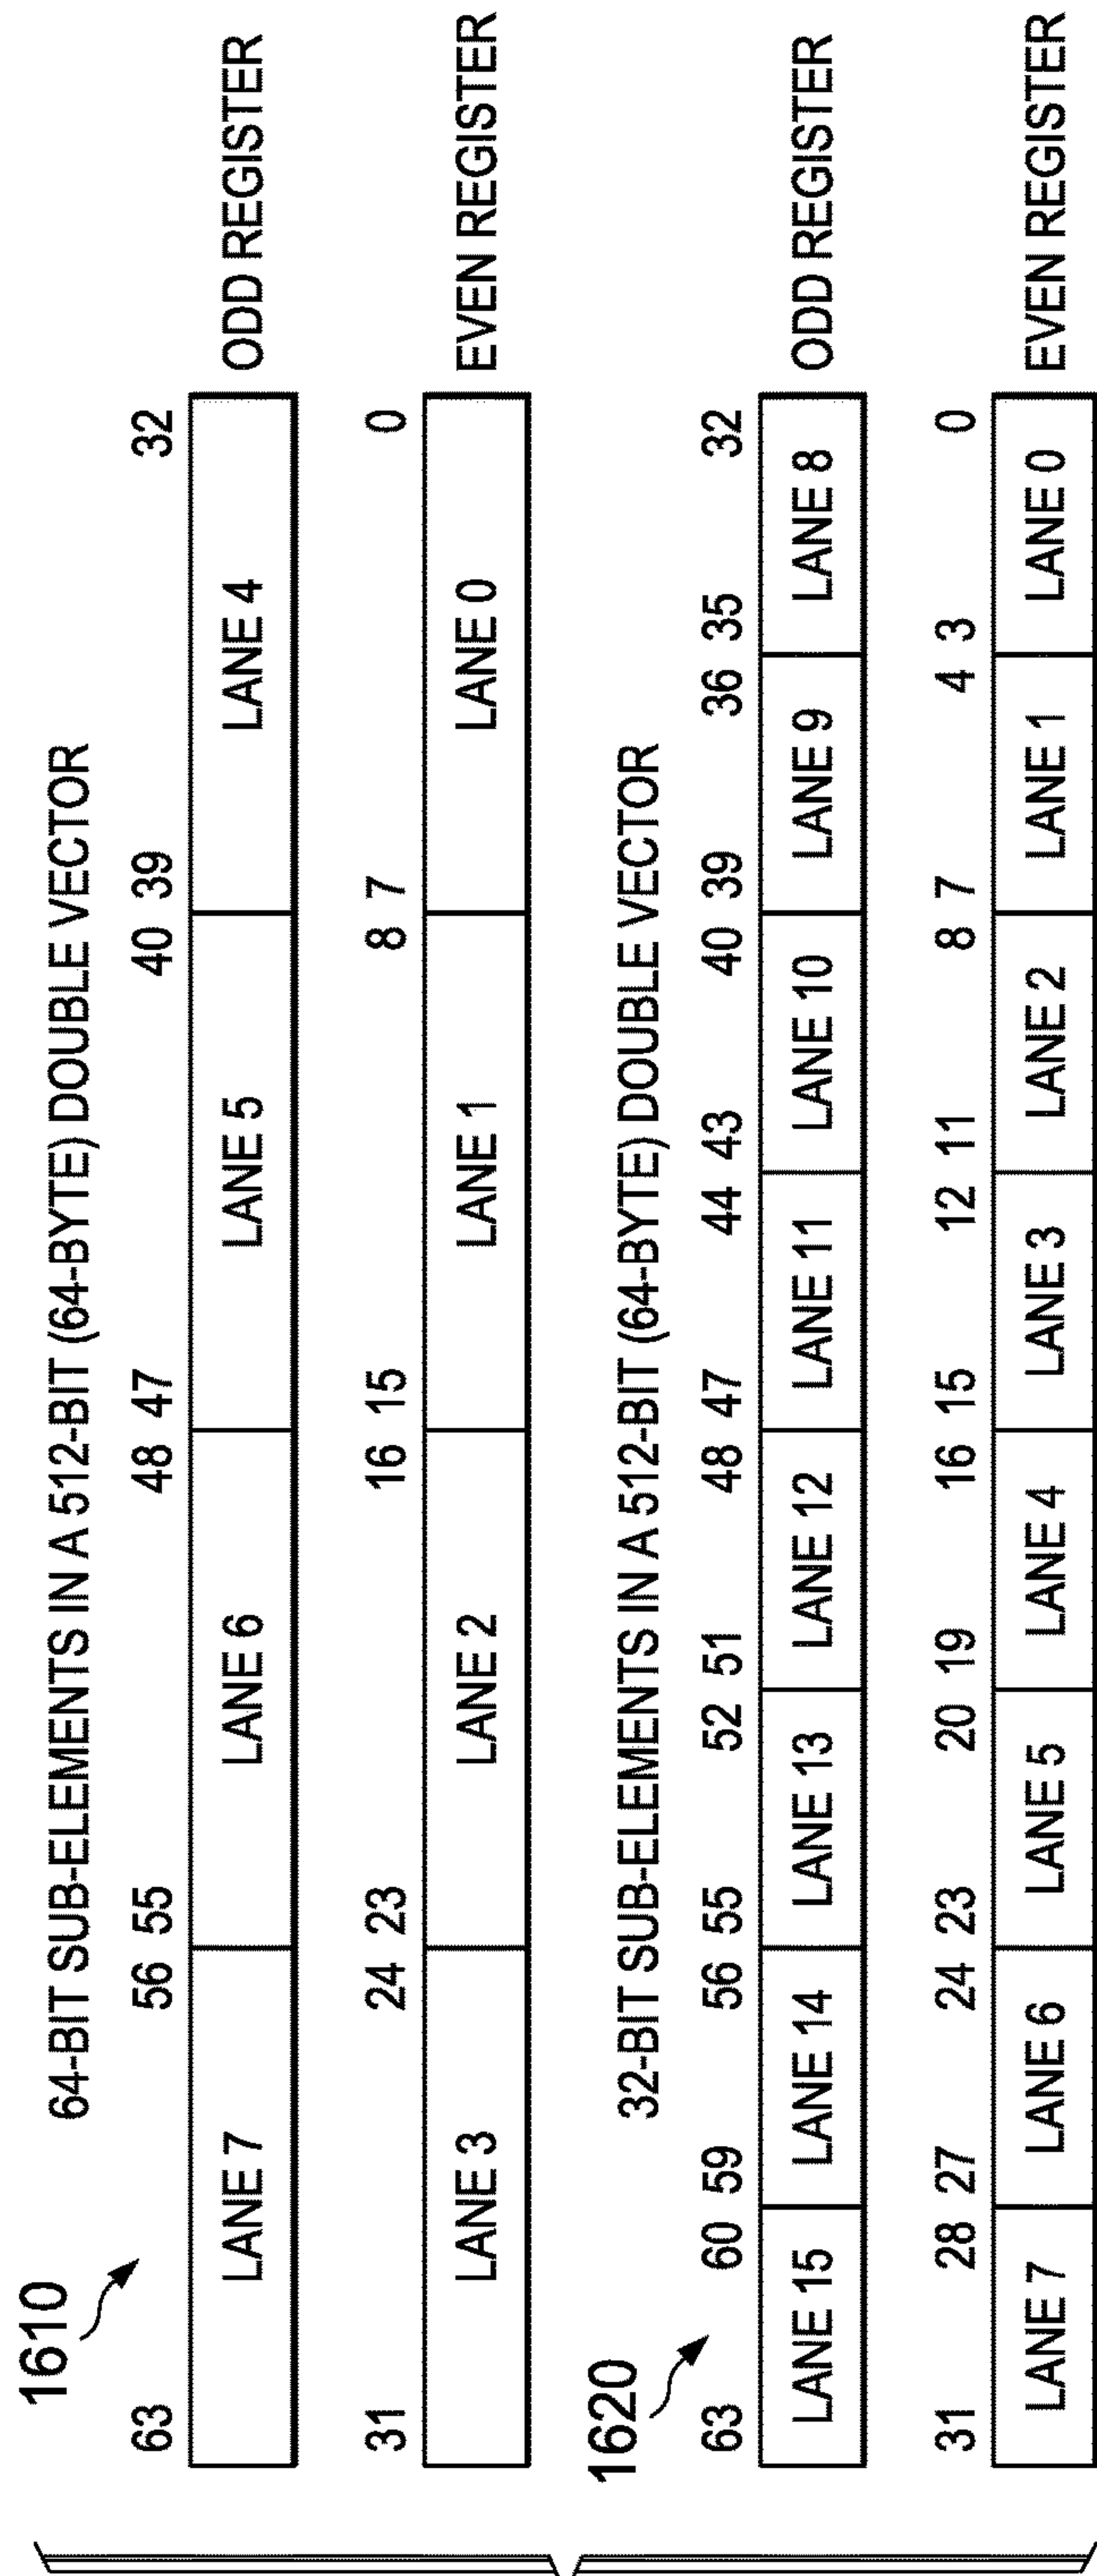 1610
64-BIT SUB-ELEMENTS IN A 512-BIT (64-BYTE) DOUBLE VECTOR
63 56 55 48 47 40 39 32
LANE 7 LANE 6 LANE 5 LANE 4 ODD REGISTER
31 24 23 16 15 8 7 0
LANE 3 LANE 2 LANE 1 LANE 0 EVEN REGISTER
1620
32-BIT SUB-ELEMENTS IN A 512-BIT (64-BYTE) DOUBLE VECTOR
63 60 59 56 55 52 51 48 47 44 43 40 39 36 35 32
LANE 15 LANE 14 LANE 13 LANE 12 LANE 11 LANE 10 LANE 9 LANE 8 ODD REGISTER
31 28 27 24 23 20 19 16 15 12 11 8 7 4 3 0
LANE 7 LANE 6 LANE 5 LANE 4 LANE 3 LANE 2 LANE 1 LANE 0 EVEN REGISTER